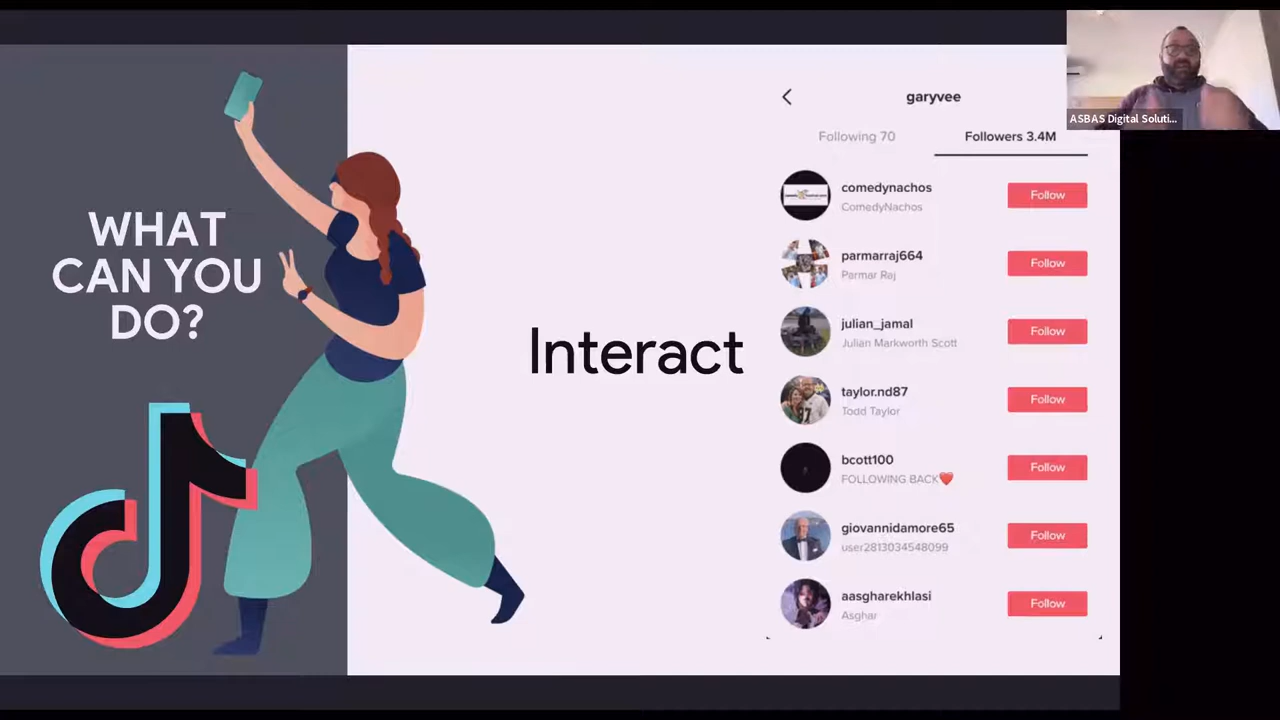 WHAT
CAN YOU
DO?
Interact
garyvee
Following 70
Followers 3.4M
comedynachos
ComedyNachos
Follow
parmarraj664
Parmar Raj
Follow
julian_jamal
Julian Markworth Scott
Follow
taylor.nd87
Todd Taylor
Follow
bcott100
FOLLOWING BACK❤️
Follow
giovannidamore65
user2813034548099
Follow
aasgharekhlasi
Asghar
Follow
ASBAS Digital Soluti...